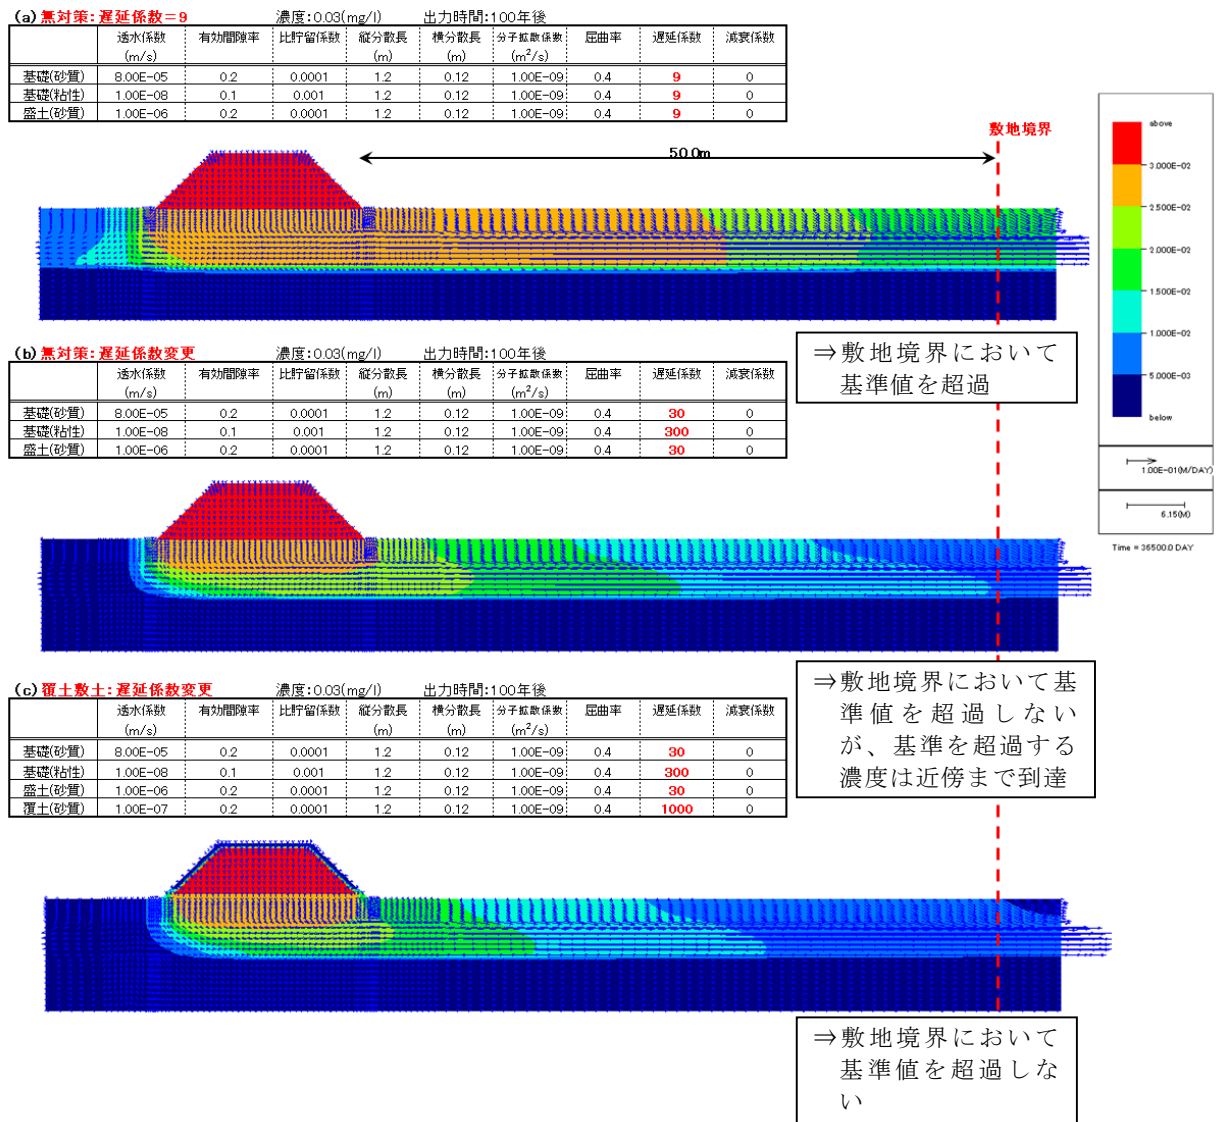 (a) 無対策：遅延係数＝9 濃度：0.03(mg/l) 出力時間：100年後
透水係数 有効間隙率 比貯留係数 縦分散長 横分散長 分子拡散係数 屈曲率 遅延係数 減衰係数
(m/s) (m) (m) (m²/s)
基礎(砂質) 8.00E-05 0.2 0.0001 1.2 0.12 1.00E-09 0.4 9 0
基礎(粘性) 1.00E-08 0.1 0.001 1.2 0.12 1.00E-09 0.4 9 0
盛土(砂質) 1.00E-06 0.2 0.0001 1.2 0.12 1.00E-09 0.4 9 0
敷地境界
50.0m
above
3.000E-02
2.500E-02
2.000E-02
1.500E-02
1.000E-02
5.000E-03
below
1.00E-01(M/DAY)
6.15(M)
Time = 36500.0 DAY
⇒敷地境界において
基準値を超過
(b) 無対策：遅延係数変更 濃度：0.03(mg/l) 出力時間：100年後
透水係数 有効間隙率 比貯留係数 縦分散長 横分散長 分子拡散係数 屈曲率 遅延係数 減衰係数
(m/s) (m) (m) (m²/s)
基礎(砂質) 8.00E-05 0.2 0.0001 1.2 0.12 1.00E-09 0.4 30 0
基礎(粘性) 1.00E-08 0.1 0.001 1.2 0.12 1.00E-09 0.4 300 0
盛土(砂質) 1.00E-06 0.2 0.0001 1.2 0.12 1.00E-09 0.4 30 0
⇒敷地境界において基
準値を超過しない
が、基準を超過する
濃度は近傍まで到達
(c) 覆土敷土：遅延係数変更 濃度：0.03(mg/l) 出力時間：100年後
透水係数 有効間隙率 比貯留係数 縦分散長 横分散長 分子拡散係数 屈曲率 遅延係数 減衰係数
(m/s) (m) (m) (m²/s)
基礎(砂質) 8.00E-05 0.2 0.0001 1.2 0.12 1.00E-09 0.4 30 0
基礎(粘性) 1.00E-08 0.1 0.001 1.2 0.12 1.00E-09 0.4 300 0
盛土(砂質) 1.00E-06 0.2 0.0001 1.2 0.12 1.00E-09 0.4 30 0
覆土(砂質) 1.00E-07 0.2 0.0001 1.2 0.12 1.00E-09 0.4 1000 0
⇒敷地境界において
基準値を超過しな
い